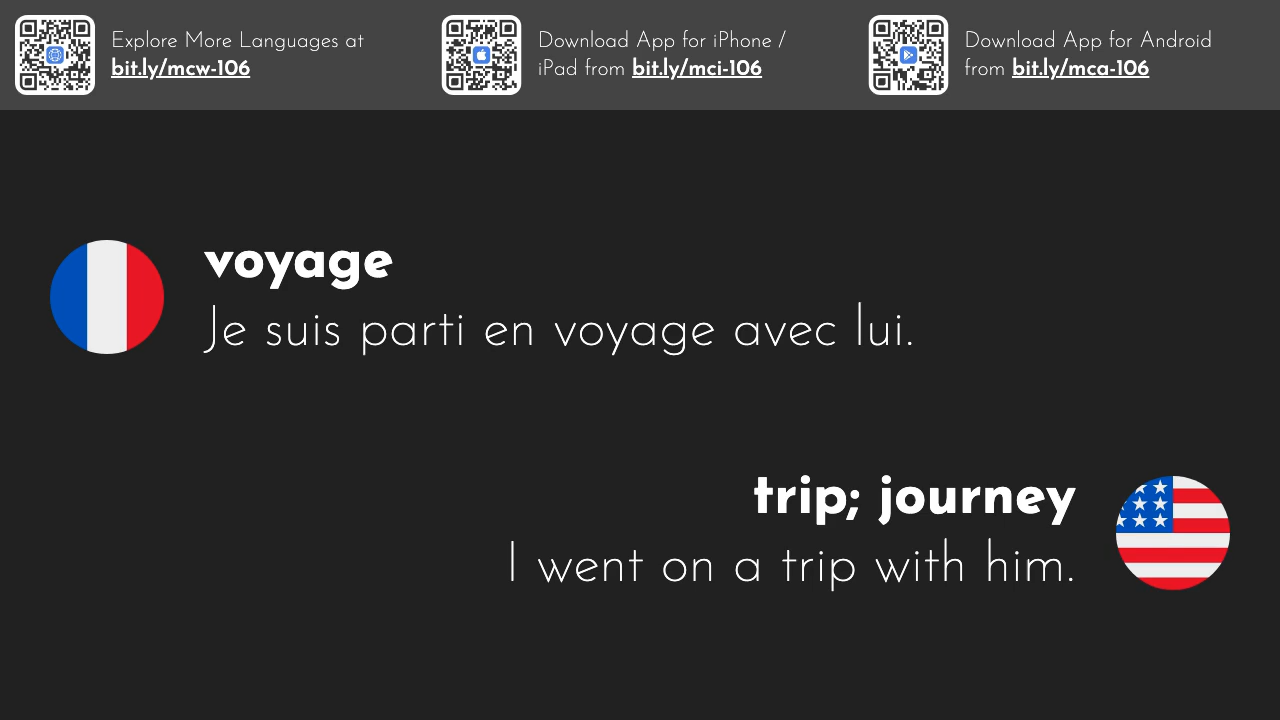 Explore More Languages at
bit.ly/mcw-106
Download App for iPhone /
iPad from bit.ly/mci-106
Download App for Android
from bit.ly/mca-106
voyage
Je suis parti en voyage avec lui.
trip; journey
I went on a trip with him.